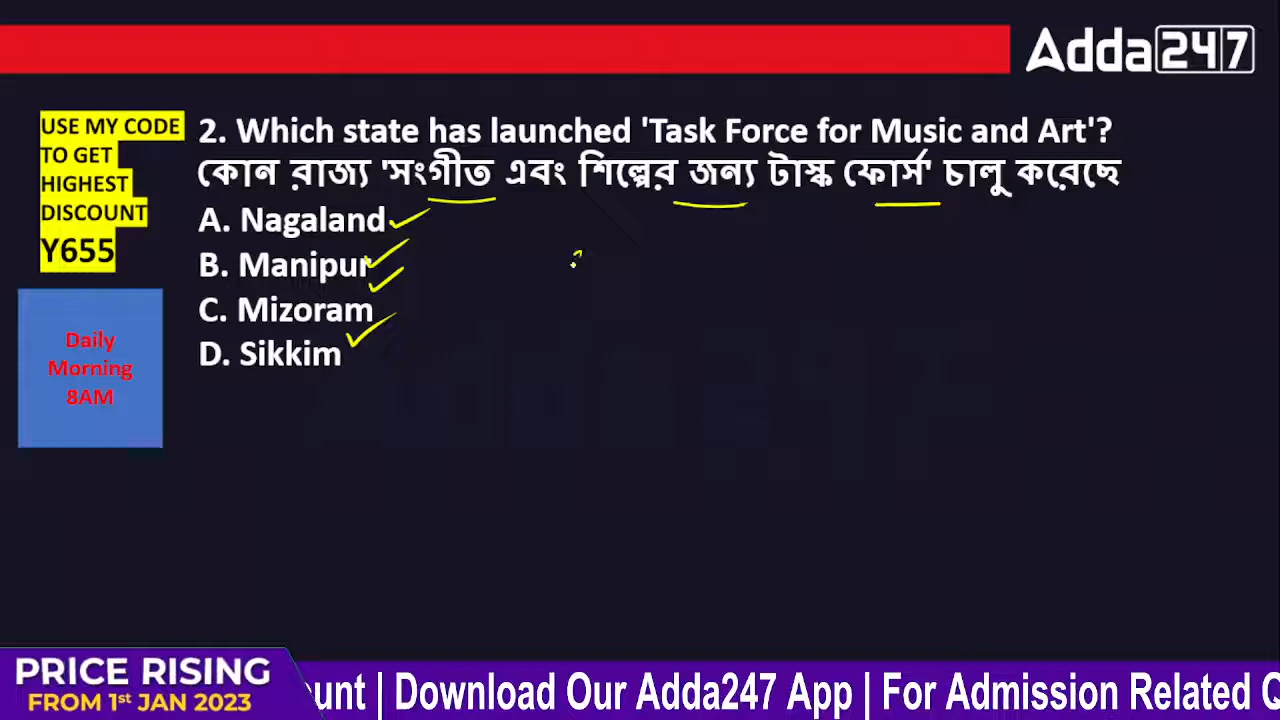 Adda247
USE MY CODE
TO GET
HIGHEST
DISCOUNT
Y655
2. Which state has launched 'Task Force for Music and Art'?
কোন রাজ্য 'সংগীত এবং শিল্পের জন্য টাস্ক ফোর্স' চালু করেছে
A. Nagaland
B. Manipur
C. Mizoram
D. Sikkim
Daily
Morning
8AM
PRICE RISING
FROM 1st JAN 2023
ount | Download Our Adda247 App | For Admission Related Q